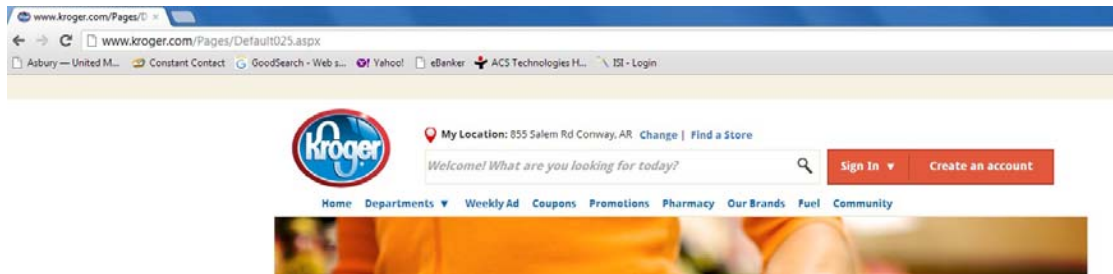 www.kroger.com/Pages/D
www.kroger.com/Pages/Default025.aspx
Asbury — United M... Constant Contact GoodSearch - Web s... Yahoo! eBanker ACS Technologies H... ISI - Login
Kroger
My Location: 855 Salem Rd Conway, AR Change | Find a Store
Welcome! What are you looking for today?
Sign In ▼ Create an account
Home Departments ▼ Weekly Ad Coupons Promotions Pharmacy Our Brands Fuel Community